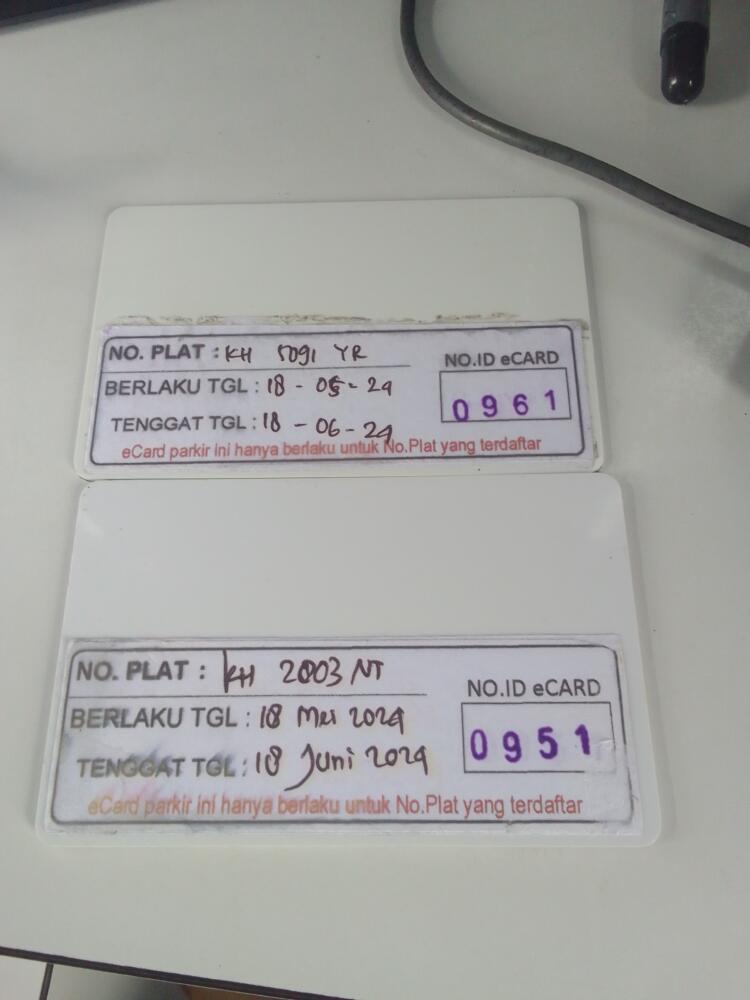 NO. PLAT : KH 5091 YR
NO.ID eCARD
BERLAKU TGL : 18 - 05 - 24
0961
TENGGAT TGL : 18 - 06 - 24
eCard parkir ini hanya berlaku untuk No.Plat yang terdaftar
NO. PLAT : KH 2003 NT
NO.ID eCARD
BERLAKU TGL : 18 Mei 2024
0951
TENGGAT TGL : 18 Juni 2024
eCard parkir ini hanya berlaku untuk No.Plat yang terdaftar